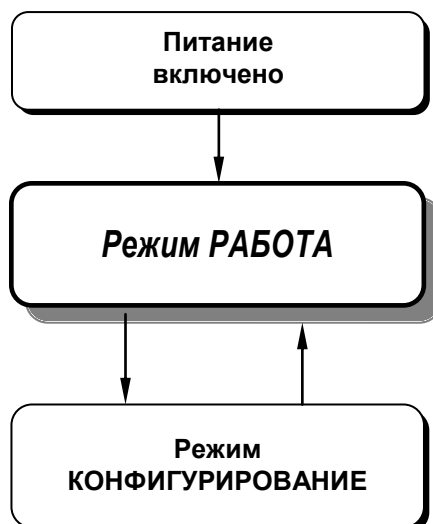 Питание
включено
Режим РАБОТА
Режим
КОНФИГУРИРОВАНИЕ